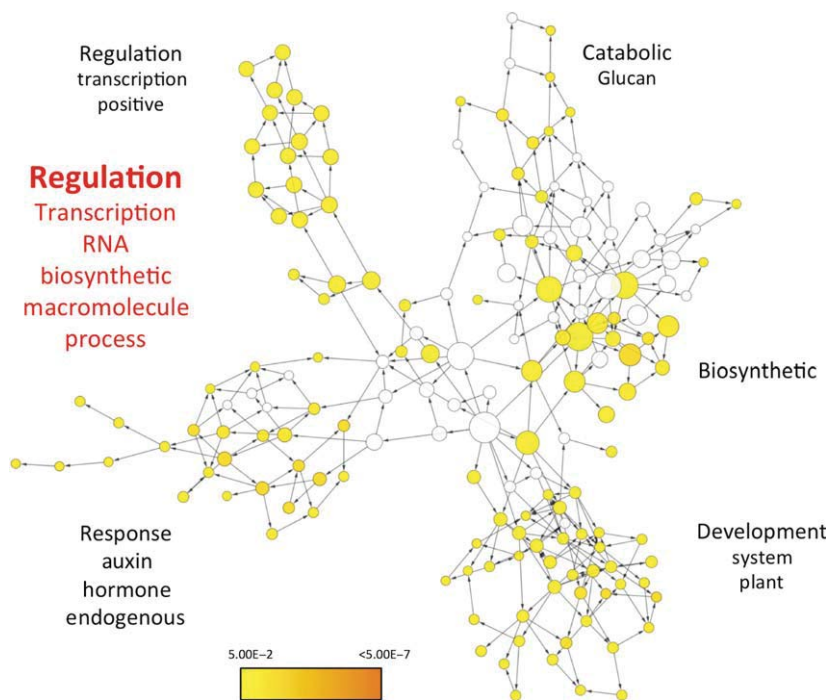 Regulation
transcription
positive
Catabolic
Glucan
Regulation
Transcription
RNA
biosynthetic
macromolecule
process
Biosynthetic
Response
auxin
hormone
endogenous
Development
system
plant
5.00E−2 <5.00E−7